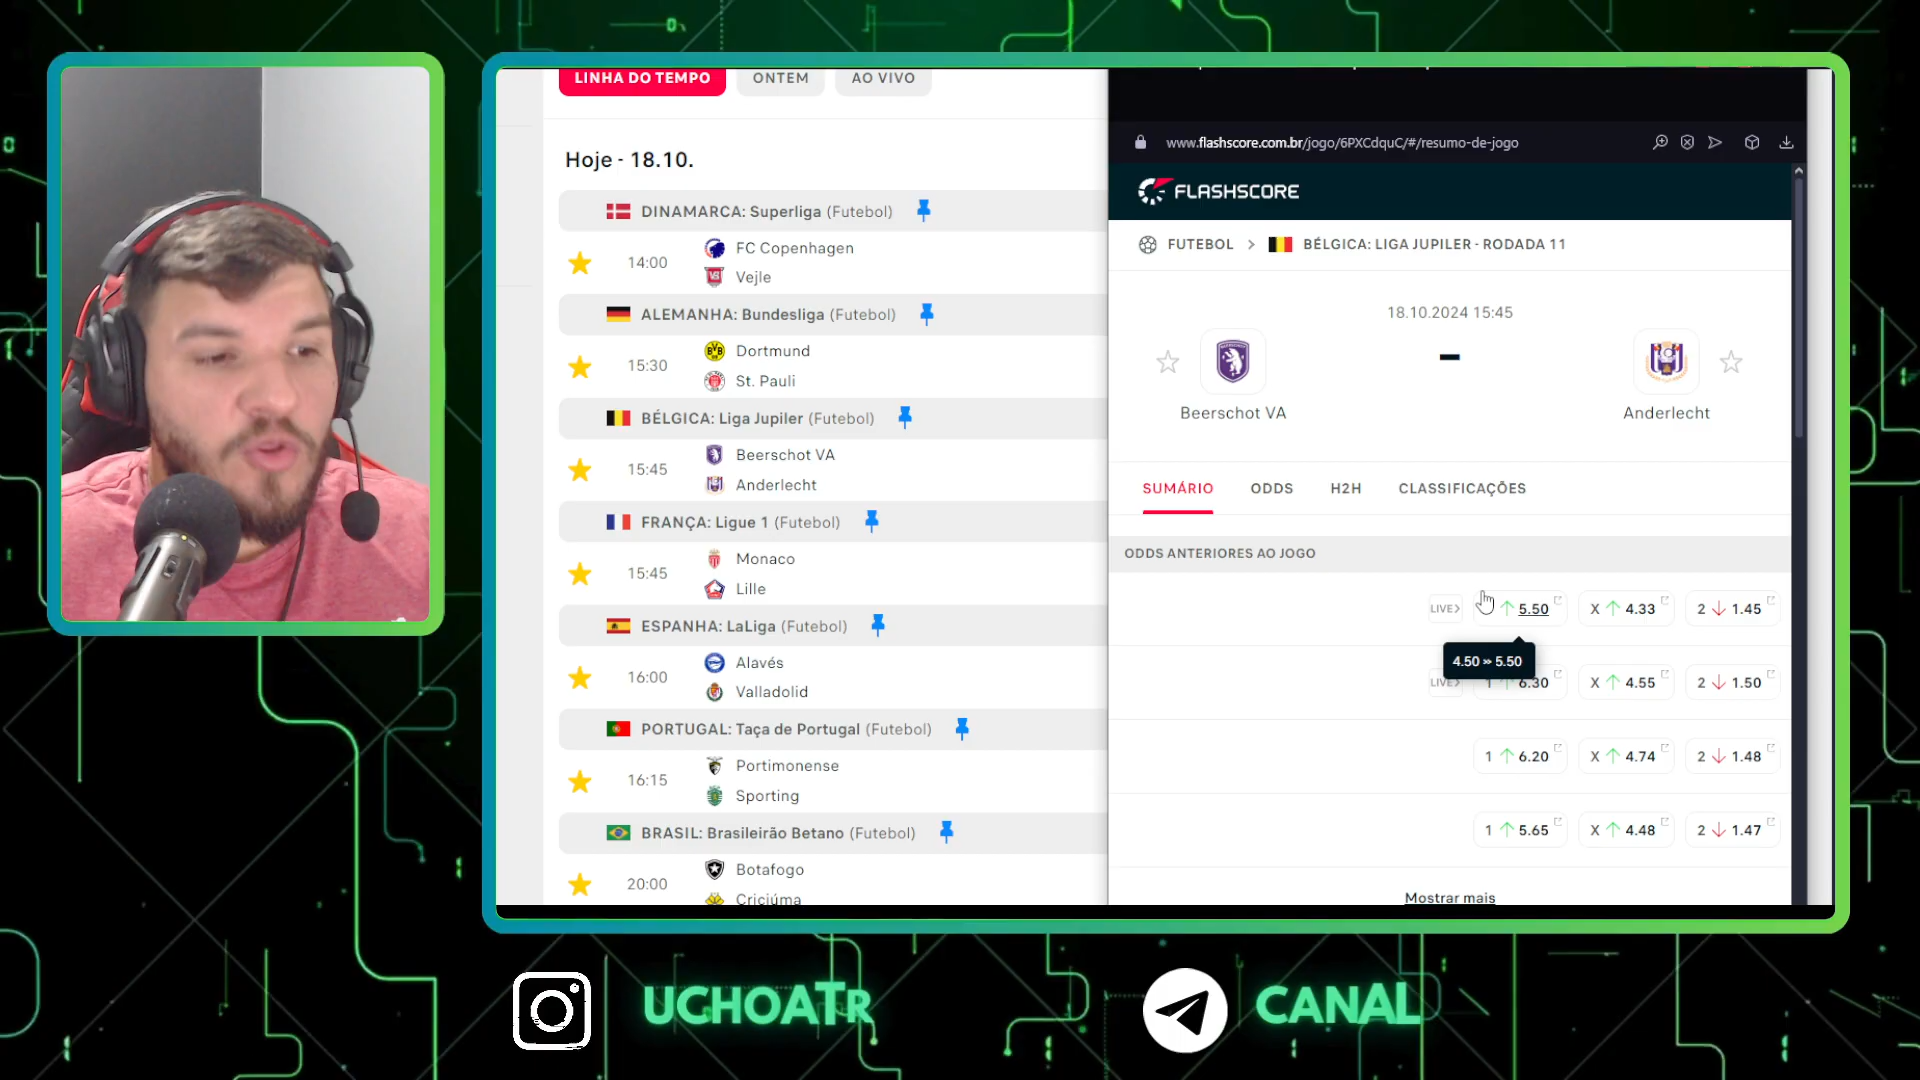 LINHA DO TEMPO
ONTEM
AO VIVO
Hoje - 18.10.
DINAMARCA: Superliga (Futebol)
14:00
FC Copenhagen
Vejle
ALEMANHA: Bundesliga (Futebol)
15:30
Dortmund
St. Pauli
BÉLGICA: Liga Jupiler (Futebol)
15:45
Beerschot VA
Anderlecht
FRANÇA: Ligue 1 (Futebol)
15:45
Monaco
Lille
ESPANHA: LaLiga (Futebol)
16:00
Alavés
Valladolid
PORTUGAL: Taça de Portugal (Futebol)
16:15
Portimonense
Sporting
BRASIL: Brasileirão Betano (Futebol)
20:00
Botafogo
Criciúma
www.flashscore.com.br/jogo/6PXCdquC/#/resumo-de-jogo
FLASHSCORE
FUTEBOL > BÉLGICA: LIGA JUPILER - RODADA 11
18.10.2024 15:45
-
Beerschot VA
Anderlecht
SUMÁRIO
ODDS
H2H
CLASSIFICAÇÕES
ODDS ANTERIORES AO JOGO
LIVE> 5.50 X 4.33 2 1.45
4.50 » 5.50
LIVE> 1 6.30 X 4.55 2 1.50
1 6.20 X 4.74 2 1.48
1 5.65 X 4.48 2 1.47
Mostrar mais
UCHOATR
CANAL